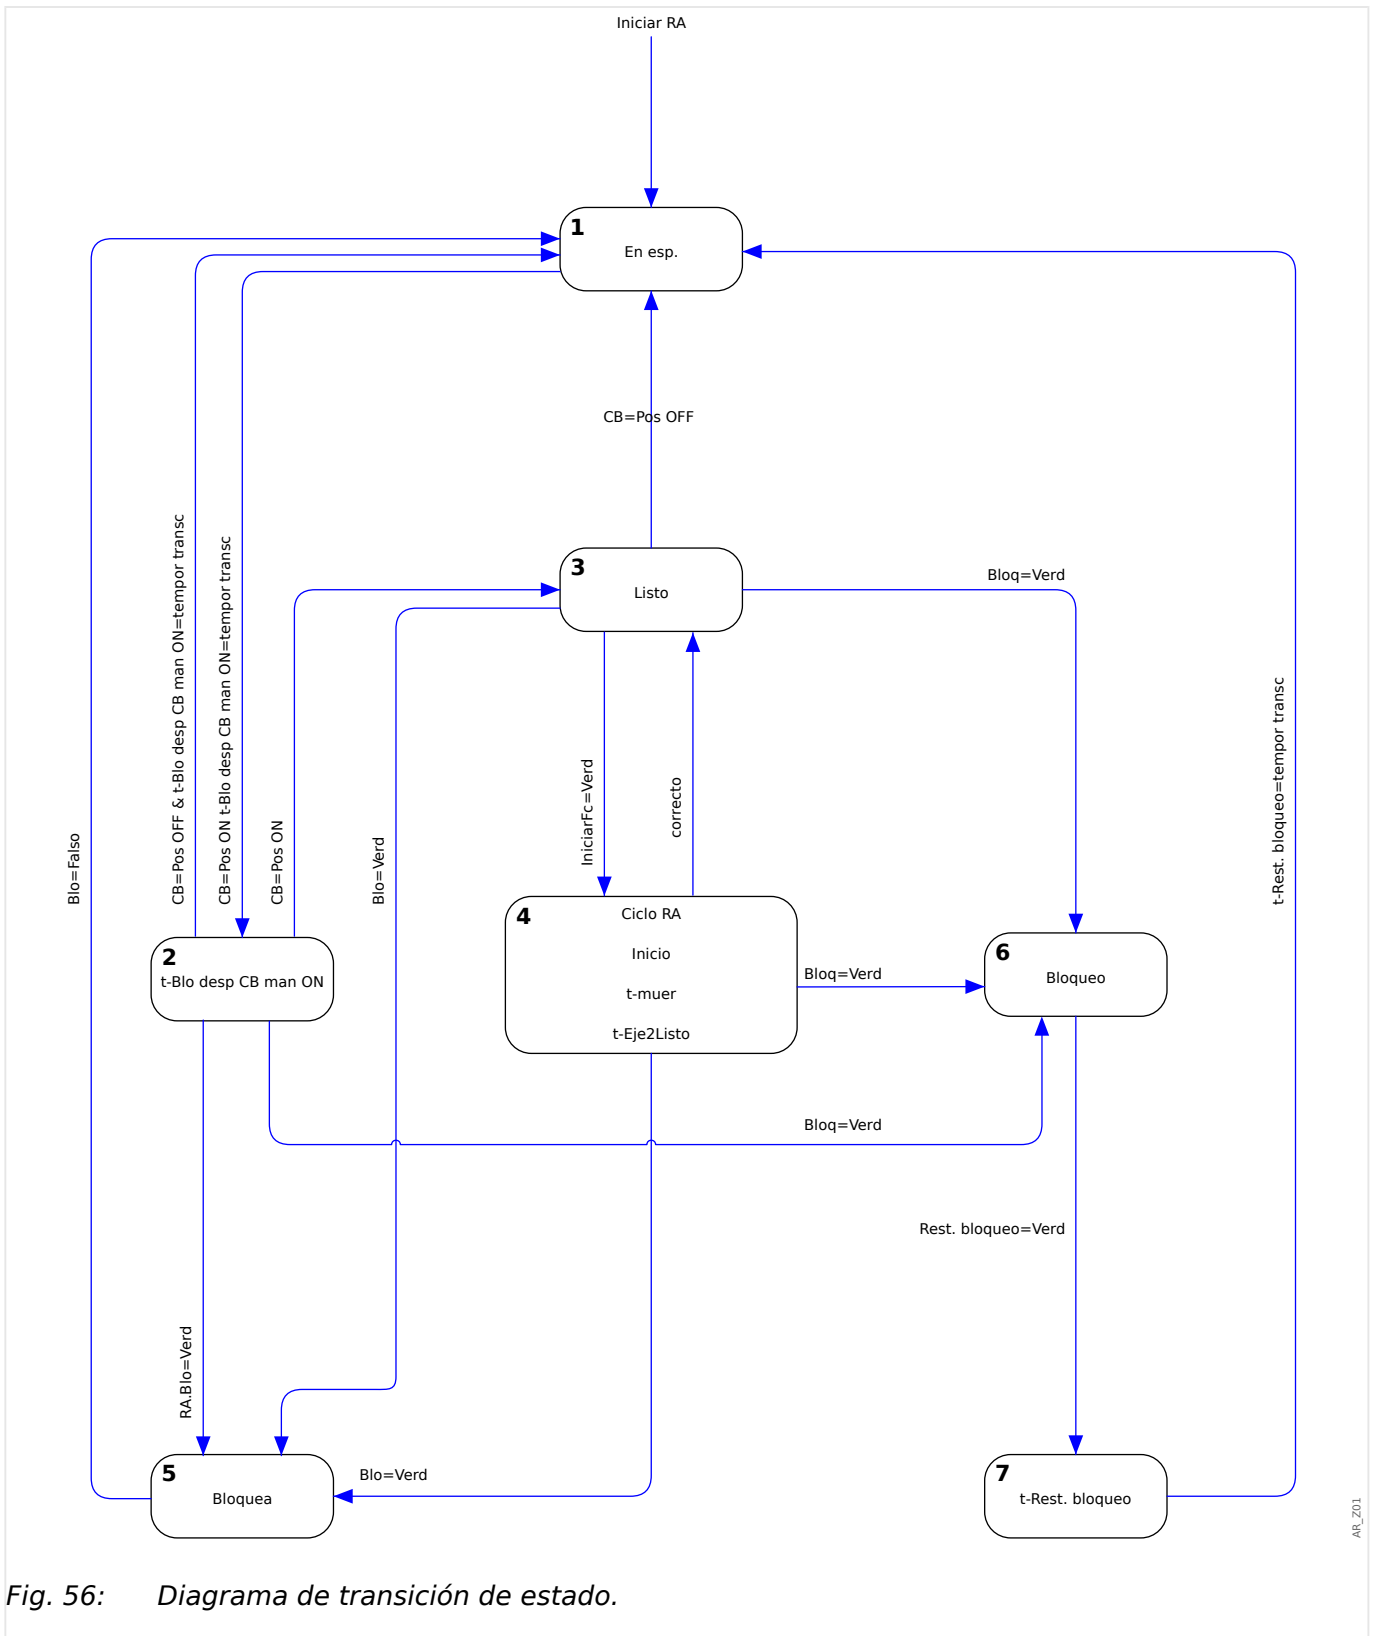 Iniciar RA
1
En esp.
CB=Pos OFF
3
Listo
Bloq=Verd
CB=Pos OFF & t-Blo desp CB man ON=tempor transc
CB=Pos ON t-Blo desp CB man ON=tempor transc
CB=Pos ON
Blo=Falso
Blo=Verd
IniciarFc=Verd
correcto
t-Rest. bloqueo=tempor transc
2
t-Blo desp CB man ON
4
Ciclo RA
Inicio
t-muer
t-Eje2Listo
Bloq=Verd
6
Bloqueo
Bloq=Verd
Rest. bloqueo=Verd
RA.Blo=Verd
5
Bloquea
Blo=Verd
7
t-Rest. bloqueo
AR_Z01
Fig. 56: Diagrama de transición de estado.